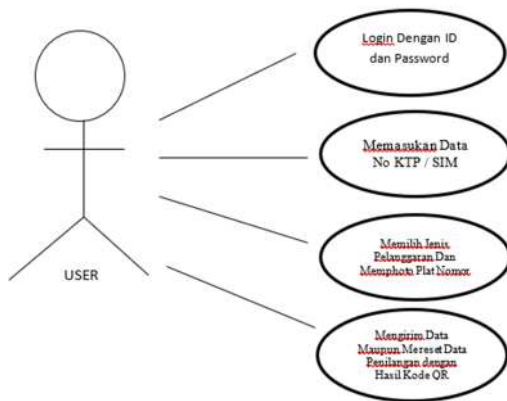 Login Dengan ID
dan Password
Memasukan Data
No KTP / SIM
Memilih Jenis
Pelanggaran Dan
Memphoto Plat Nomor
USER
Mengirim Data
Maupun Mereset Data
Penilangan dengan
Hasil Kode QR